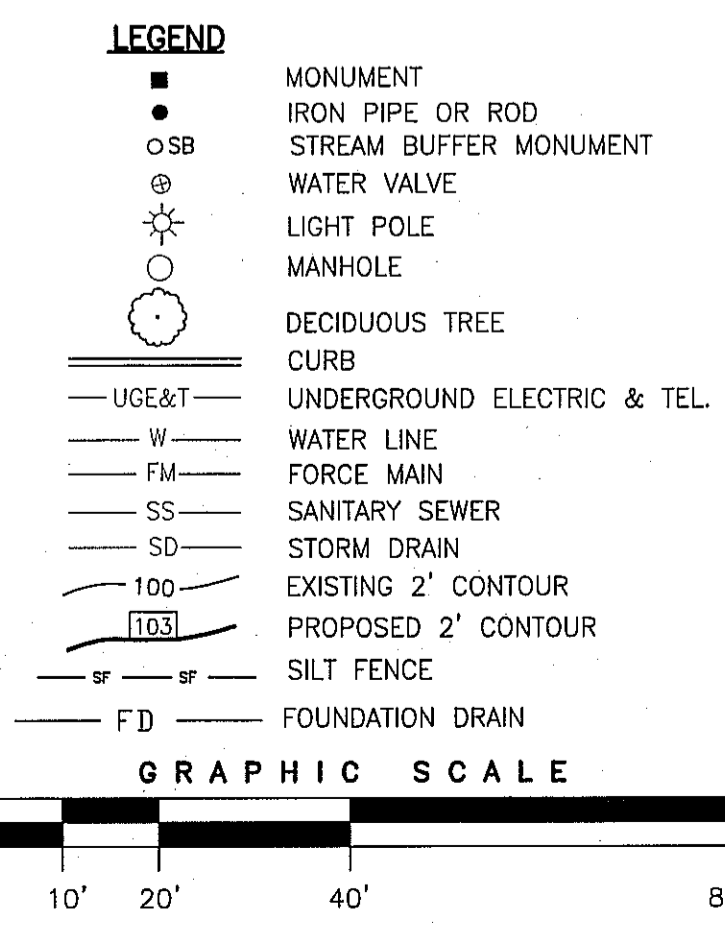 LEGEND
MONUMENT
IRON PIPE OR ROD
SB STREAM BUFFER MONUMENT
WATER VALVE
LIGHT POLE
MANHOLE
DECIDUOUS TREE
CURB
UGE&T UNDERGROUND ELECTRIC & TEL.
W WATER LINE
FM FORCE MAIN
SS SANITARY SEWER
SD STORM DRAIN
100 EXISTING 2' CONTOUR
103 PROPOSED 2' CONTOUR
SF SF SILT FENCE
FD FOUNDATION DRAIN
GRAPHIC SCALE
10' 20' 40' 8